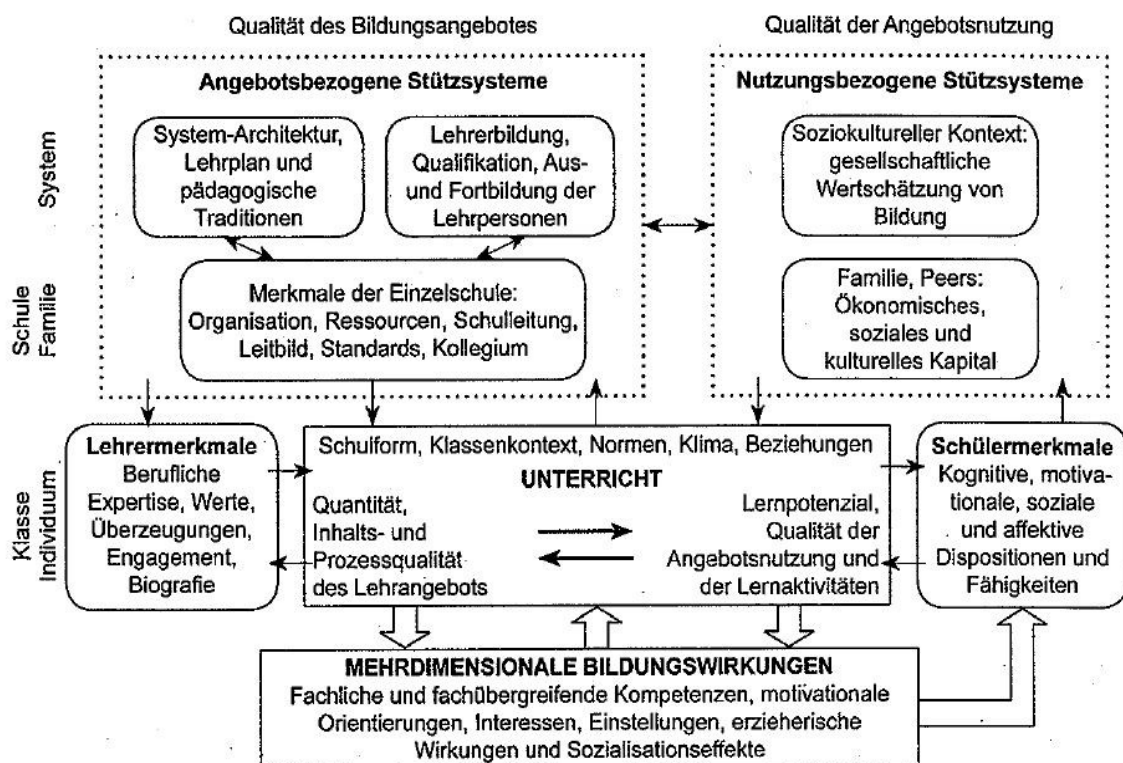 Qualität des Bildungsangebotes
Qualität der Angebotsnutzung
Angebotsbezogene Stützsysteme
Nutzungsbezogene Stützsysteme
System
System-Architektur,
Lehrplan und
pädagogische
Traditionen
Lehrerbildung,
Qualifikation, Aus-
und Fortbildung der
Lehrpersonen
Soziokultureller Kontext:
gesellschaftliche
Wertschätzung von
Bildung
Schule
Familie
Merkmale der Einzelschule:
Organisation, Ressourcen, Schulleitung,
Leitbild, Standards, Kollegium
Familie, Peers:
Ökonomisches,
soziales und
kulturelles Kapital
Klasse
Individuum
Lehrermerkmale
Berufliche
Expertise, Werte,
Überzeugungen,
Engagement,
Biografie
Schulform, Klassenkontext, Normen, Klima, Beziehungen
UNTERRICHT
Quantität,
Inhalts- und
Prozessqualität
des Lehrangebots
Lernpotenzial,
Qualität der
Angebotsnutzung und
der Lernaktivitäten
Schülermerkmale
Kognitive, motiva-
tionale, soziale
und affektive
Dispositionen und
Fähigkeiten
MEHRDIMENSIONALE BILDUNGSWIRKUNGEN
Fachliche und fachübergreifende Kompetenzen, motivationale
Orientierungen, Interessen, Einstellungen, erzieherische
Wirkungen und Sozialisationseffekte